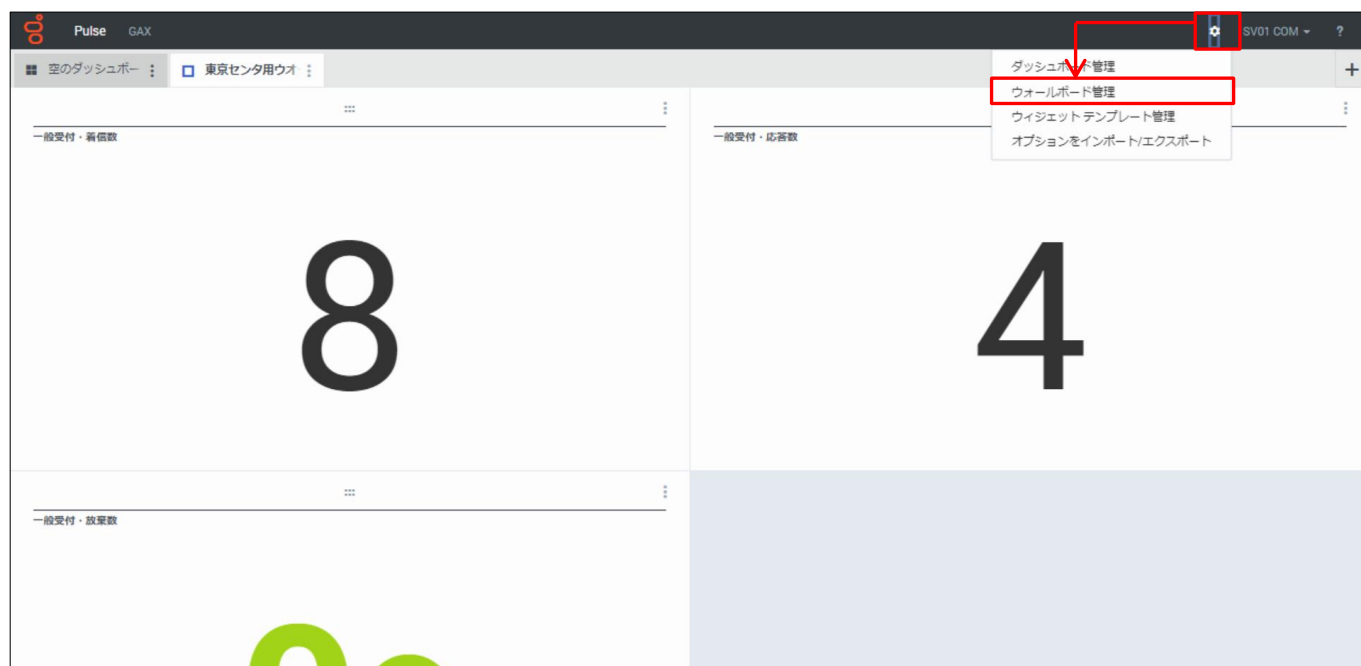 Pulse GAX SV01 COM ?
空のダッシュボー 東京センタ用ウオ +
ダッシュボード管理
ウォールボード管理
ウィジェット テンプレート管理
オプションをインポート/エクスポート
一般受付・着信数
一般受付・応答数
8
4
一般受付・放棄数